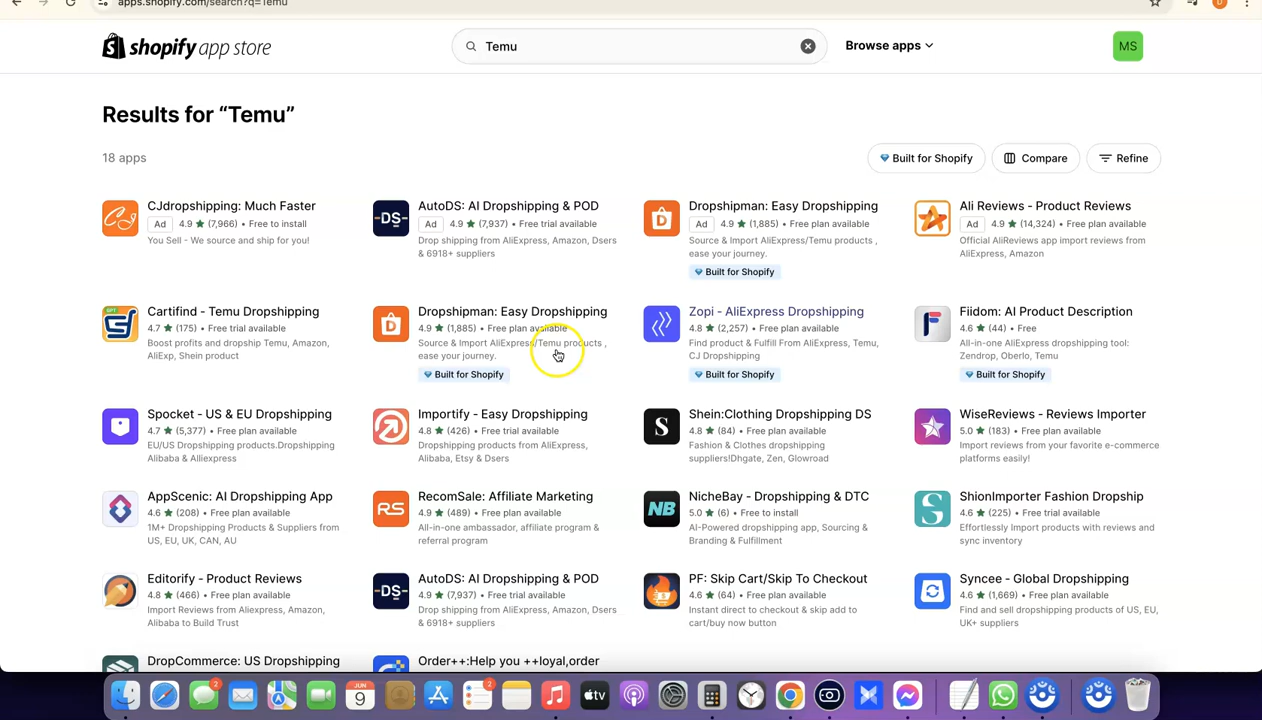 apps.shopify.com/search?q=Temu
shopify app store
Temu
Browse apps
MS
Results for “Temu”
18 apps
Built for Shopify
Compare
Refine
CJdropshipping: Much Faster
Ad 4.9 ★ (7,966) • Free to install
You Sell - We source and ship for you!
AutoDS: AI Dropshipping & POD
Ad 4.9 ★ (7,937) • Free trial available
Drop shipping from AliExpress, Amazon, Dsers
& 6918+ suppliers
Dropshipman: Easy Dropshipping
Ad 4.9 ★ (1,885) • Free plan available
Source & Import AliExpress/Temu products ,
ease your journey.
Built for Shopify
Ali Reviews - Product Reviews
Ad 4.9 ★ (14,324) • Free plan available
Official AliReviews app import reviews from
AliExpress, Amazon
Cartifind - Temu Dropshipping
4.7 ★ (175) • Free trial available
Boost profits and dropship Temu, Amazon,
AliExp, Shein product
Dropshipman: Easy Dropshipping
4.9 ★ (1,885) • Free plan available
Source & Import AliExpress/Temu products ,
ease your journey.
Built for Shopify
Zopi - AliExpress Dropshipping
4.8 ★ (2,257) • Free plan available
Find product & Fulfill From AliExpress, Temu,
CJ Dropshipping
Built for Shopify
Fiidom: AI Product Description
4.6 ★ (44) • Free
All-in-one AliExpress dropshipping tool:
Zendrop, Oberlo, Temu
Built for Shopify
Spocket - US & EU Dropshipping
4.7 ★ (5,377) • Free plan available
EU/US Dropshipping products.Dropshipping
Alibaba & Alliexpress
Importify - Easy Dropshipping
4.8 ★ (426) • Free trial available
Dropshipping products from AliExpress,
Alibaba, Etsy & Dsers
S
Shein:Clothing Dropshipping DS
4.8 ★ (84) • Free plan available
Fashion & Clothes dropshipping
suppliers!Dhgate, Zen, Glowroad
WiseReviews - Reviews Importer
5.0 ★ (183) • Free plan available
Import reviews from your favorite e-commerce
platforms easily!
AppScenic: AI Dropshipping App
4.6 ★ (208) • Free plan available
1M+ Dropshipping Products & Suppliers from
US, EU, UK, CAN, AU
RS
RecomSale: Affiliate Marketing
4.9 ★ (489) • Free plan available
All-in-one ambassador, affiliate program &
referral program
NB
NicheBay - Dropshipping & DTC
5.0 ★ (6) • Free to install
AI-Powered dropshipping app, Sourcing &
Branding & Fulfillment
ShionImporter Fashion Dropship
4.6 ★ (225) • Free trial available
Effortlessly Import products with reviews and
sync inventory
Editorify - Product Reviews
4.8 ★ (466) • Free plan available
Import Reviews from Aliexpress, Amazon,
Alibaba to Build Trust
DS
AutoDS: AI Dropshipping & POD
4.9 ★ (7,937) • Free trial available
Drop shipping from AliExpress, Amazon, Dsers
& 6918+ suppliers
PF: Skip Cart/Skip To Checkout
4.6 ★ (64) • Free plan available
Instant direct to checkout & skip add to
cart/buy now button
Syncee - Global Dropshipping
4.6 ★ (1,669) • Free plan available
Find and sell dropshipping products of US, EU,
UK+ suppliers
DropCommerce: US Dropshipping
Order++:Help you ++loyal,order
2
JUN
9
2
tv